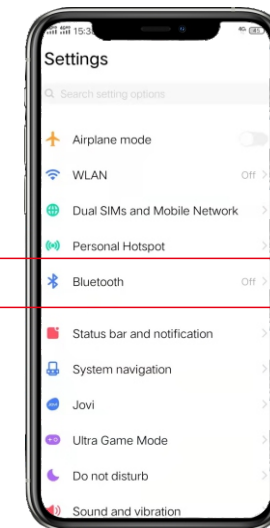 15:3
Settings
Search setting options
Airplane mode
WLAN Off
Dual SIMs and Mobile Network
Personal Hotspot
Bluetooth Off
Status bar and notification
System navigation
Jovi
Ultra Game Mode
Do not disturb
Sound and vibration